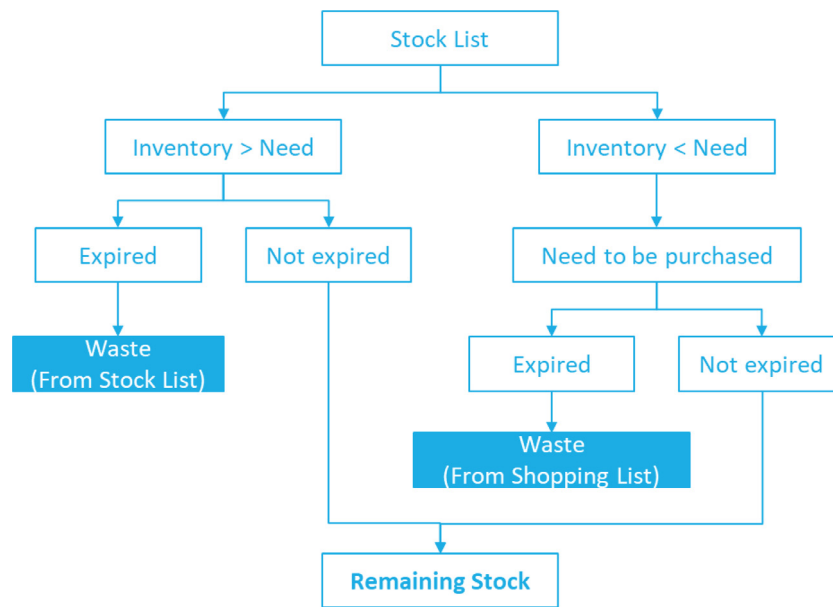 Stock List
Inventory > Need
Inventory < Need
Expired
Not expired
Need to be purchased
Waste
(From Stock List)
Expired
Not expired
Waste
(From Shopping List)
Remaining Stock